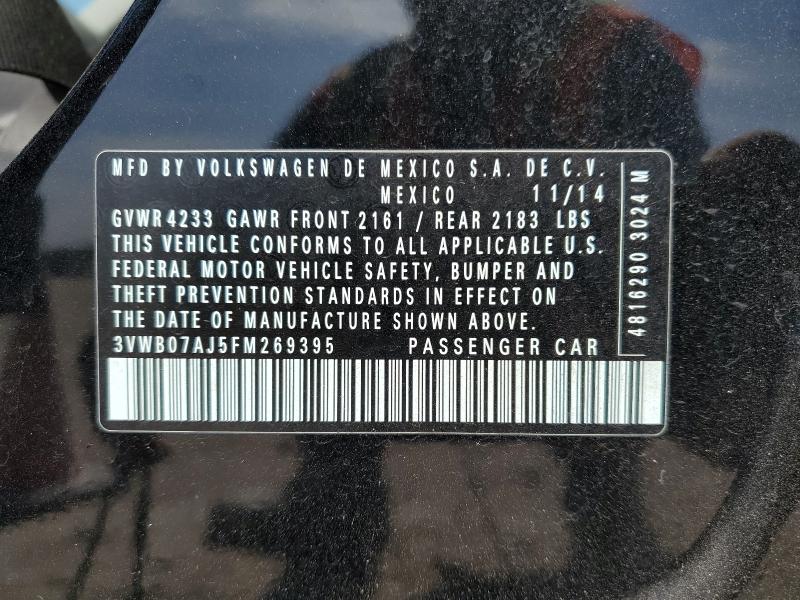 MFD BY VOLKSWAGEN DE MEXICO S.A. DE C.V.
MEXICO 11/14
GVWR 4233 GAWR FRONT 2161 / REAR 2183 LBS
THIS VEHICLE CONFORMS TO ALL APPLICABLE U.S.
FEDERAL MOTOR VEHICLE SAFETY, BUMPER AND
THEFT PREVENTION STANDARDS IN EFFECT ON
THE DATE OF MANUFACTURE SHOWN ABOVE.
3VWB07AJ5FM269395 PASSENGER CAR
4816290 3024 M